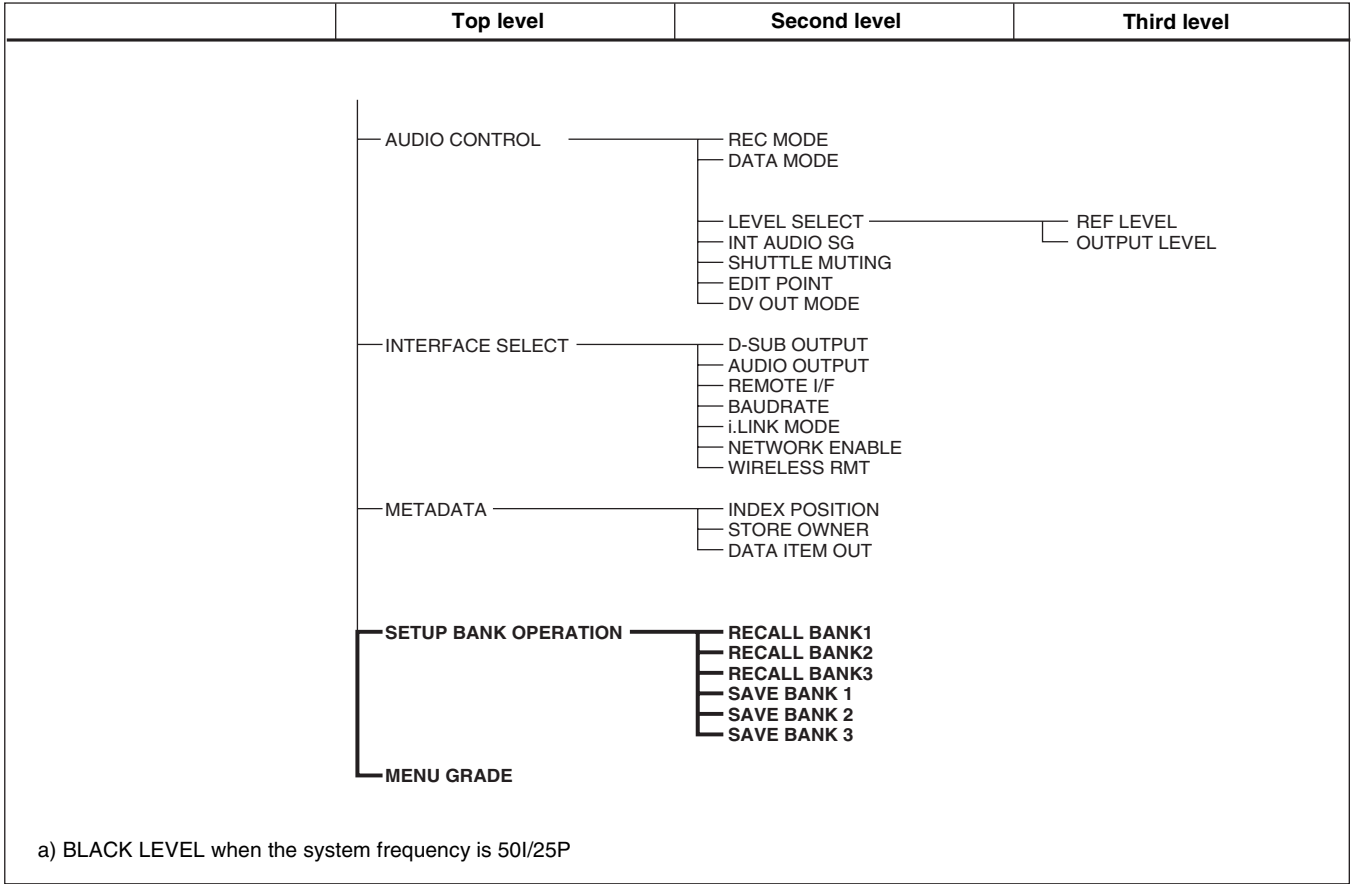 Top level Second level Third level
AUDIO CONTROL REC MODE
DATA MODE
LEVEL SELECT REF LEVEL
INT AUDIO SG OUTPUT LEVEL
SHUTTLE MUTING
EDIT POINT
DV OUT MODE
INTERFACE SELECT D-SUB OUTPUT
AUDIO OUTPUT
REMOTE I/F
BAUDRATE
i.LINK MODE
NETWORK ENABLE
WIRELESS RMT
METADATA INDEX POSITION
STORE OWNER
DATA ITEM OUT
SETUP BANK OPERATION RECALL BANK1
RECALL BANK2
RECALL BANK3
SAVE BANK 1
SAVE BANK 2
SAVE BANK 3
MENU GRADE
a) BLACK LEVEL when the system frequency is 50I/25P